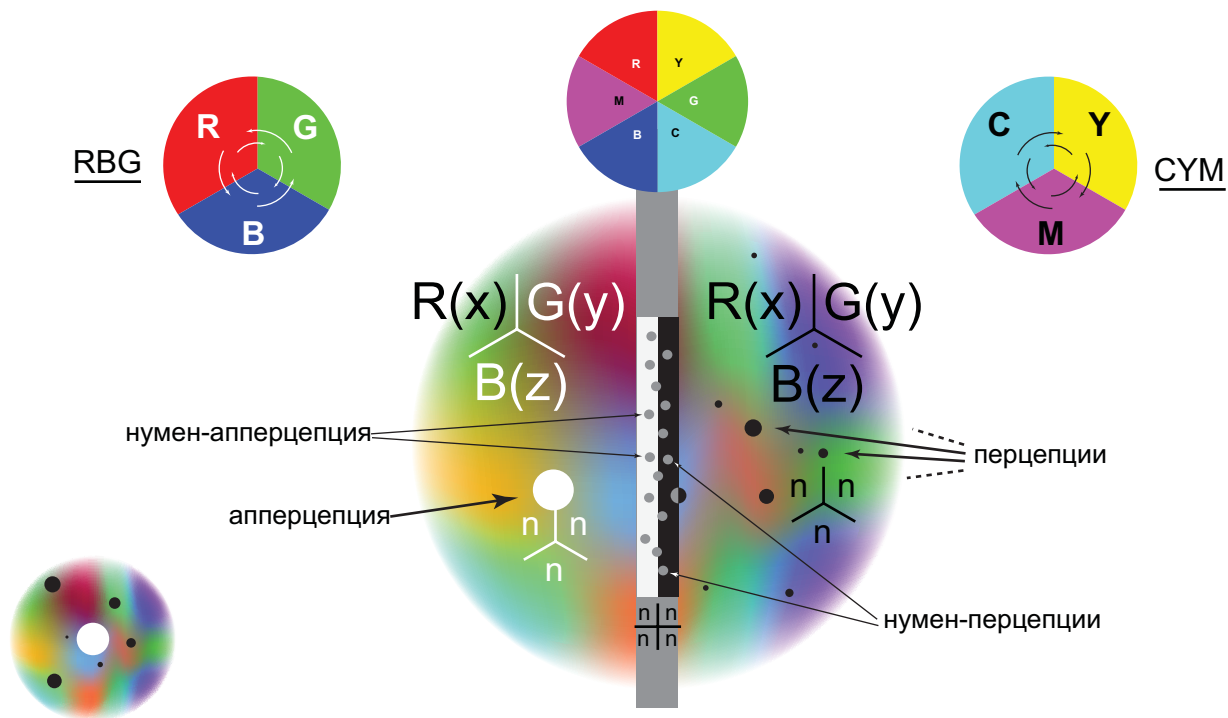 R Y
M G
B C
R G
B
RBG
C Y
M
CYM
R(x) G(y)
B(z)
R(x) G(y)
B(z)
нумен-апперцепция
перцепции
апперцепция
n n
n
n n
n
n n
n n
нумен-перцепции